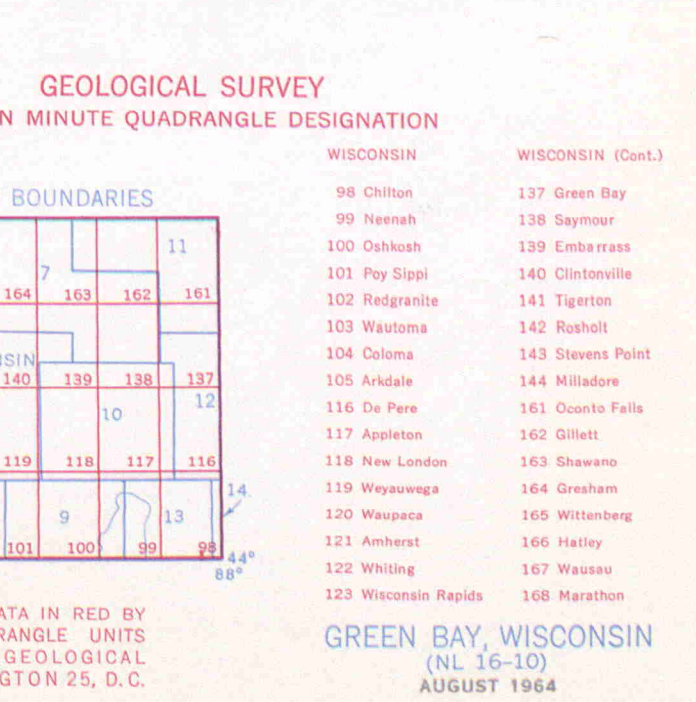 GEOLOGICAL SURVEY
N MINUTE QUADRANGLE DESIGNATION
BOUNDARIES
11
7
164 163 162 161
SIN
140 139 138 137
12
10
119 118 117 116
14
9 13
101 100 99 98
44°
88°
ATA IN RED BY
RANGLE UNITS
GEOLOGICAL
GTON 25, D.C.
WISCONSIN
98 Chilton
99 Neenah
100 Oshkosh
101 Poy Sippi
102 Redgranite
103 Wautoma
104 Coloma
105 Arkdale
116 De Pere
117 Appleton
118 New London
119 Weyauwega
120 Waupaca
121 Amherst
122 Whiting
123 Wisconsin Rapids
WISCONSIN (Cont.)
137 Green Bay
138 Saymour
139 Embarrass
140 Clintonville
141 Tigerton
142 Rosholt
143 Stevens Point
144 Milladore
161 Oconto Falls
162 Gillett
163 Shawano
164 Gresham
165 Wittenberg
166 Hatley
167 Wausau
168 Marathon
GREEN BAY, WISCONSIN
(NL 16-10)
AUGUST 1964